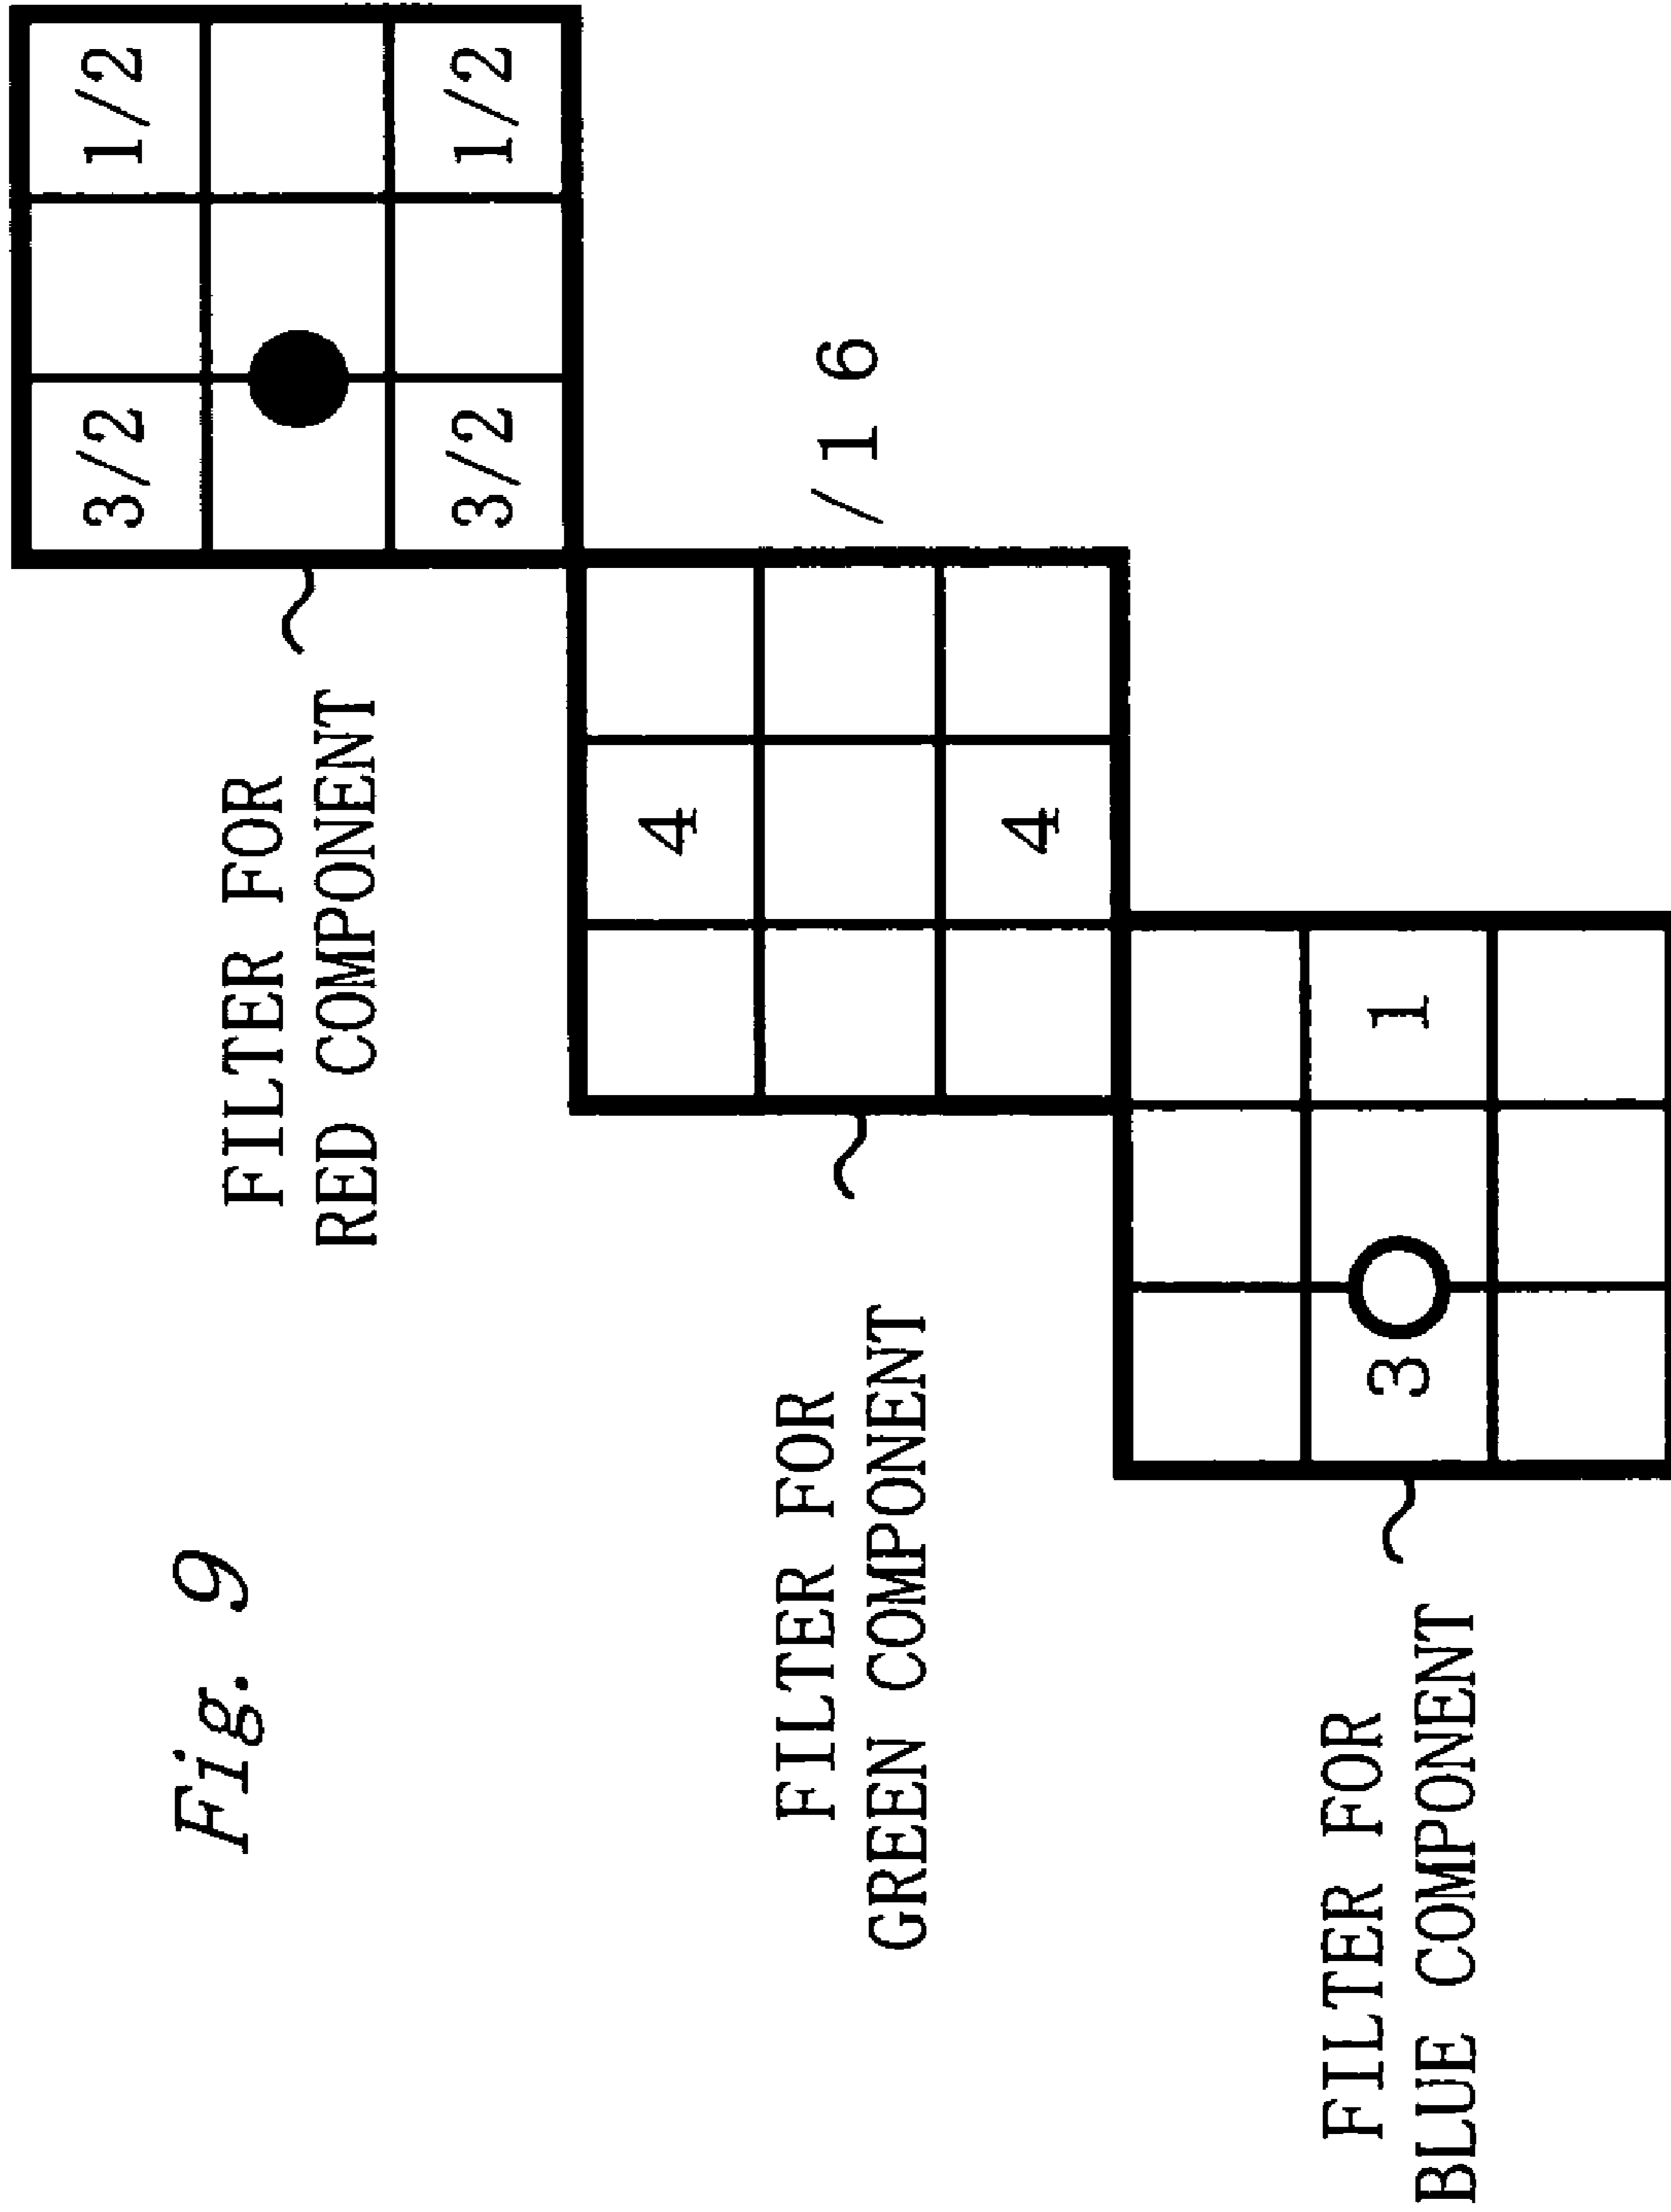 Fig. 9
FILTER FOR
RED COMPONENT
3/2 1/2
3/2 1/2
FILTER FOR
GREEN COMPONENT
4
4
/16
FILTER FOR
BLUE COMPONENT
3 1